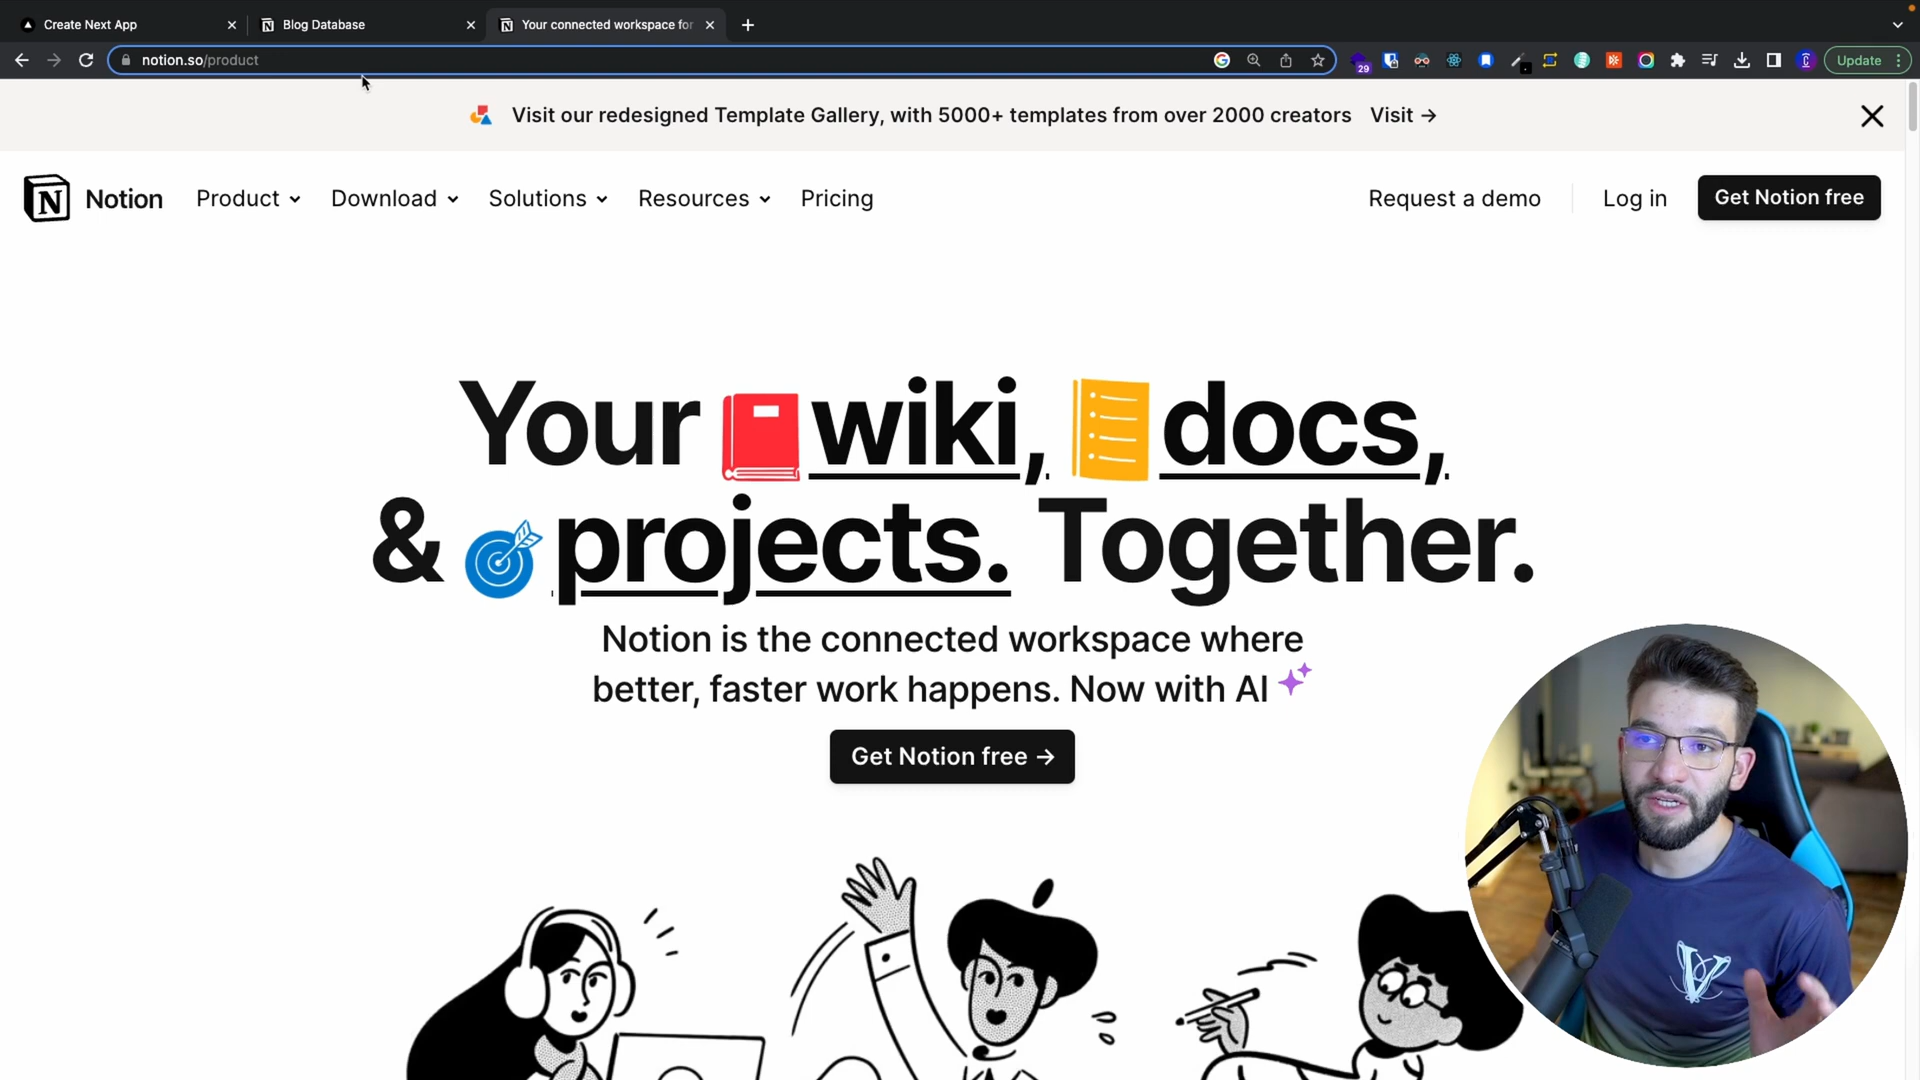 Create Next App
Blog Database
Your connected workspace for
notion.so/product
29
Update
Visit our redesigned Template Gallery, with 5000+ templates from over 2000 creators Visit →
Notion
Product
Download
Solutions
Resources
Pricing
Request a demo
Log in
Get Notion free
Your wiki, docs,
& projects. Together.
Notion is the connected workspace where
better, faster work happens. Now with AI
Get Notion free →